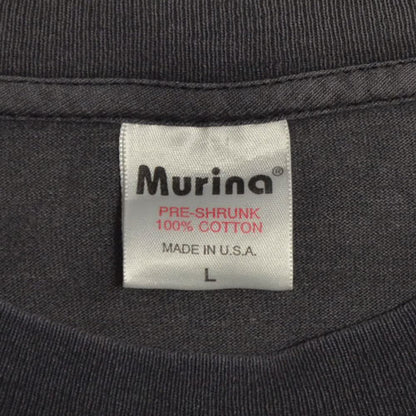 Murina®
PRE-SHRUNK
100% COTTON
MADE IN U.S.A.
L